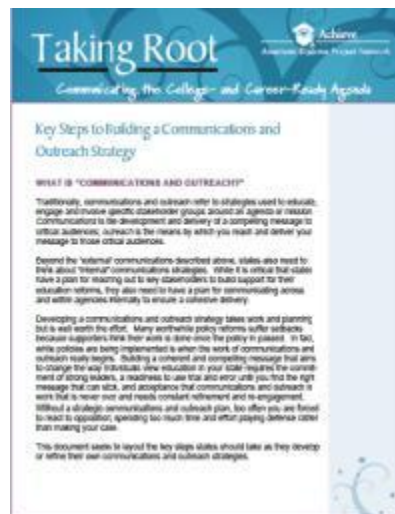 Achieve
American Diploma Project Network
Taking Root
Communicating the College- and Career-Ready Agenda
Key Steps to Building a Communications and
Outreach Strategy
WHAT IS "COMMUNICATIONS AND OUTREACH?"
Traditionally, communications and outreach refer to strategies used to educate,
engage and involve specific stakeholder groups around an agenda or mission.
Communications is the development and delivery of a compelling message to
critical audiences; outreach is the means by which you reach and deliver your
message to those critical audiences.
Beyond the "external" communications described above, states also need to
think about "internal" communications strategies. While it is critical that states
have a plan for reaching out to key stakeholders to build support for their
education reforms, they also need to have a plan for communicating across
and within agencies internally to ensure a cohesive delivery.
Developing a communications and outreach strategy takes work and planning
but is well worth the effort. Many worthwhile policy reforms suffer setbacks
because supporters think their work is done once the policy is passed. In fact,
while policies are being implemented is when the work of communications and
outreach really begins. Building a coherent and compelling message that aims
to change the way individuals view education in your state requires the commit-
ment of strong leaders, a readiness to use trial and error until you find the right
message that can stick, and acceptance that communications and outreach is
work that is never over and needs constant refinement and re-engagement.
Without a strategic communications and outreach plan, too often you are forced
to react to opposition, spending too much time and effort playing defense rather
than making your case.
This document seeks to layout the key steps states should take as they develop
or refine their own communications and outreach strategies.